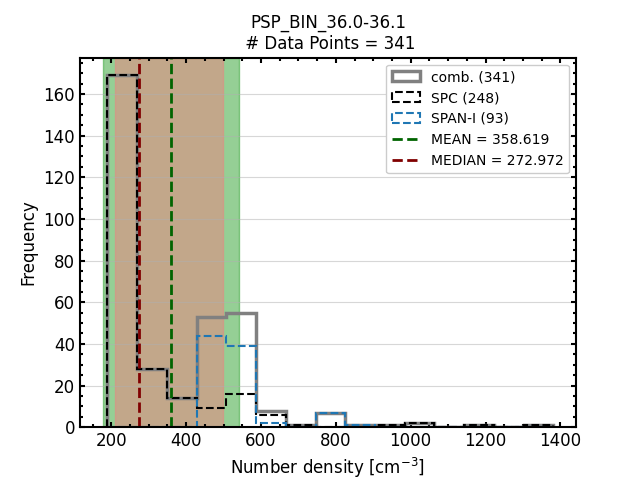 PSP_BIN_36.0-36.1
# Data Points = 341
comb. (341)
SPC (248)
SPAN-I (93)
MEAN = 358.619
MEDIAN = 272.972
Frequency
160
140
120
100
80
60
40
20
0
200 400 600 800 1000 1200 1400
Number density [cm⁻³]